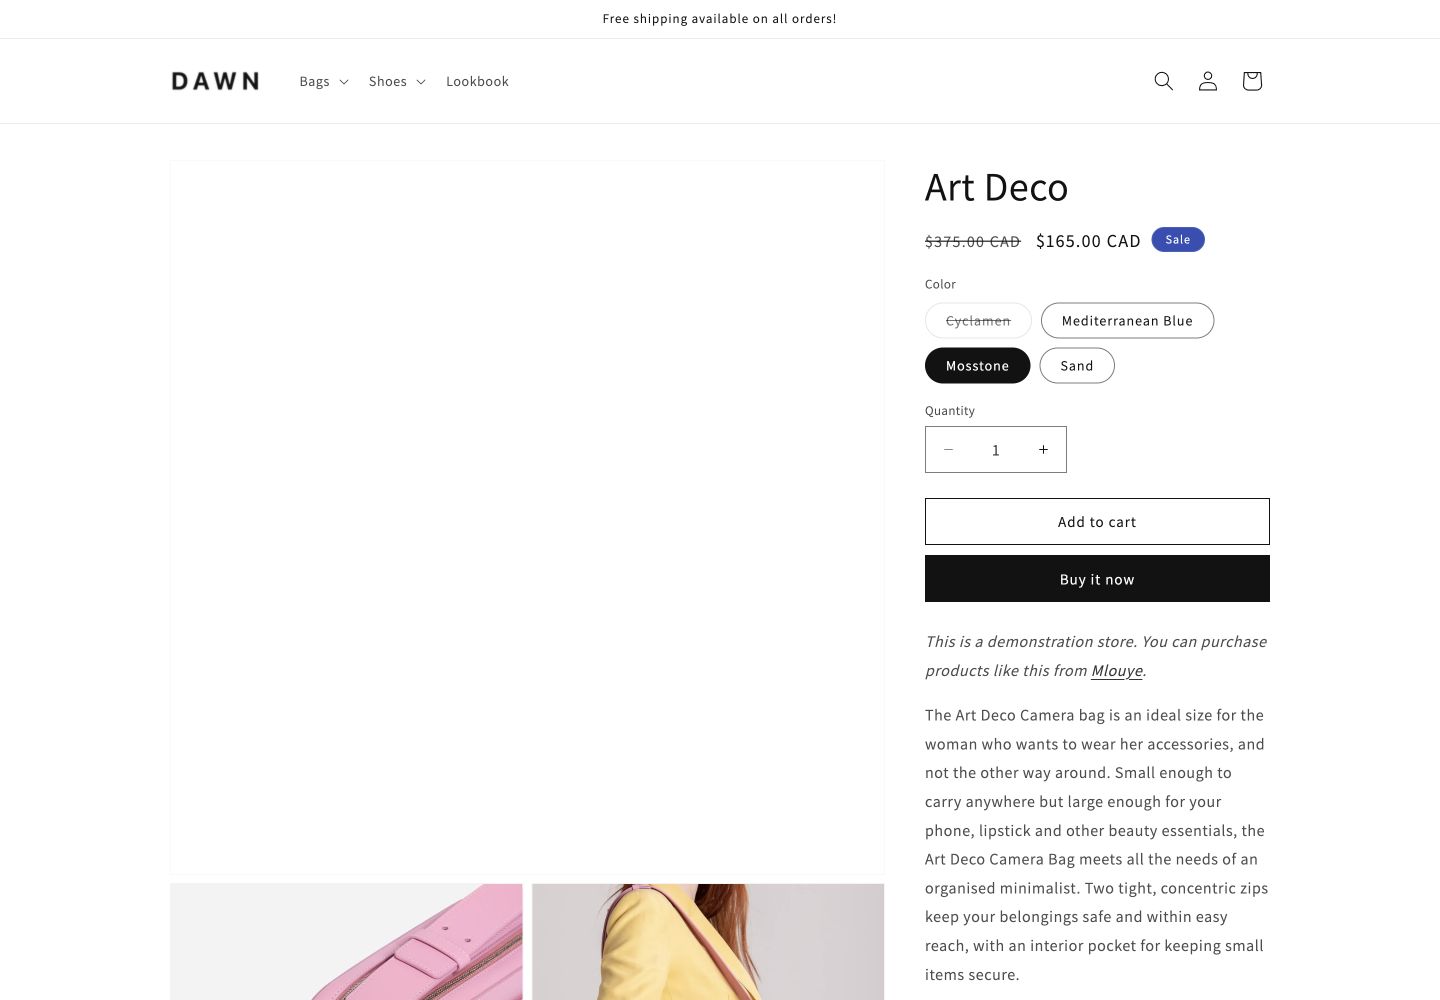 Free shipping available on all orders!
DAWN
Bags
Shoes
Lookbook
Art Deco
$375.00 CAD $165.00 CAD Sale
Color
Cyclamen
Mediterranean Blue
Mosstone
Sand
Quantity
1
Add to cart
Buy it now
This is a demonstration store. You can purchase
products like this from Mlouye.
The Art Deco Camera bag is an ideal size for the
woman who wants to wear her accessories, and
not the other way around. Small enough to
carry anywhere but large enough for your
phone, lipstick and other beauty essentials, the
Art Deco Camera Bag meets all the needs of an
organised minimalist. Two tight, concentric zips
keep your belongings safe and within easy
reach, with an interior pocket for keeping small
items secure.